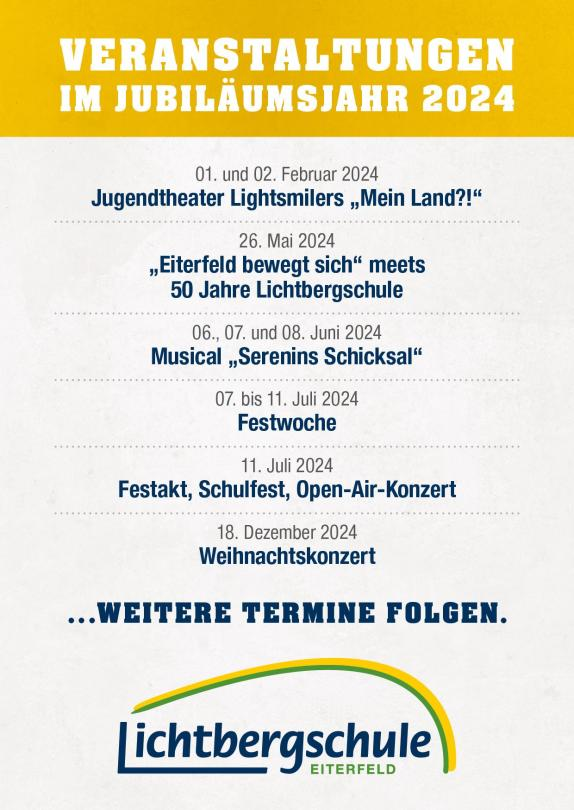 VERANSTALTUNGEN
IM JUBILÄUMSJAHR 2024
01. und 02. Februar 2024
Jugendtheater Lightsmilers „Mein Land?!“
26. Mai 2024
„Eiterfeld bewegt sich“ meets
50 Jahre Lichtbergschule
06., 07. und 08. Juni 2024
Musical „Serenins Schicksal“
07. bis 11. Juli 2024
Festwoche
11. Juli 2024
Festakt, Schulfest, Open-Air-Konzert
18. Dezember 2024
Weihnachtskonzert
...WEITERE TERMINE FOLGEN.
Lichtbergschule
EITERFELD